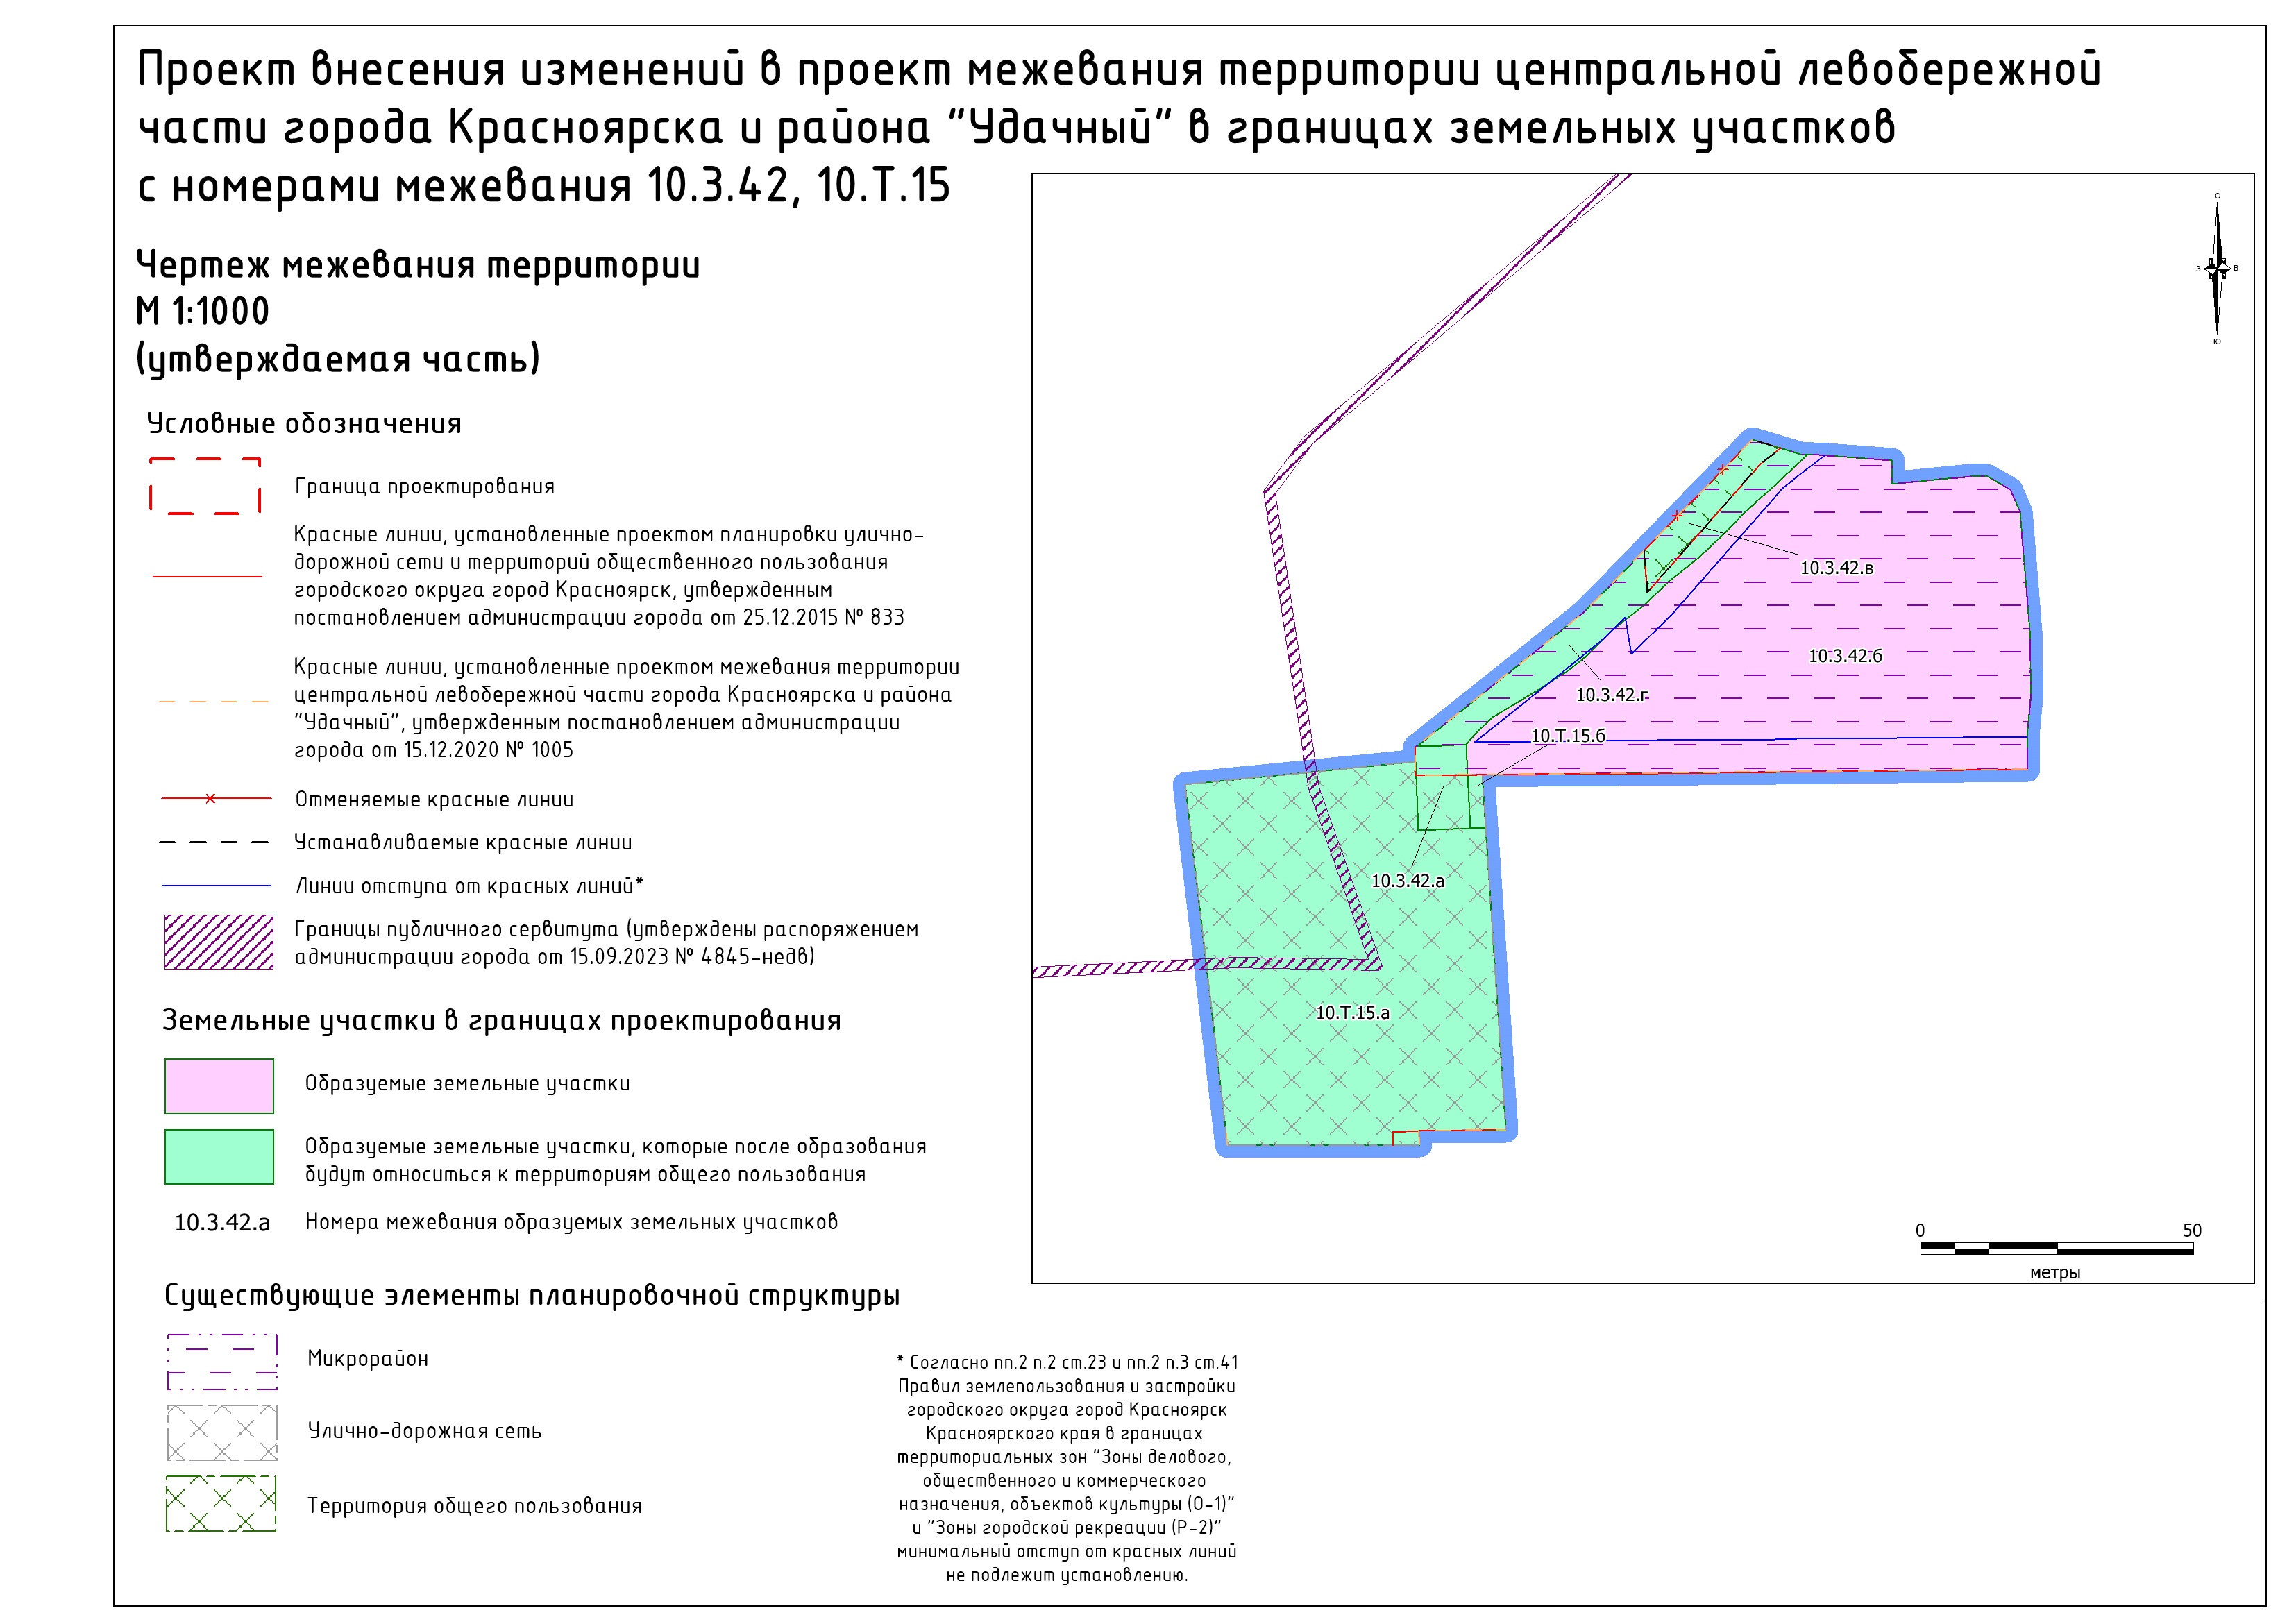 Проект внесения изменений в проект межевания территории центральной левобережной
части города Красноярска и района "Удачный" в границах земельных участков
с номерами межевания 10.3.42, 10.Т.15
Чертеж межевания территории
М 1:1000
(утверждаемая часть)
Условные обозначения
Граница проектирования
Красные линии, установленные проектом планировки улично-
дорожной сети и территорий общественного пользования
городского округа город Красноярск, утвержденным
постановлением администрации города от 25.12.2015 № 833
Красные линии, установленные проектом межевания территории
центральной левобережной части города Красноярска и района
"Удачный", утвержденным постановлением администрации
города от 15.12.2020 № 1005
Отменяемые красные линии
Устанавливаемые красные линии
Линии отступа от красных линий*
Границы публичного сервитута (утверждены распоряжением
администрации города от 15.09.2023 № 4845-недв)
Земельные участки в границах проектирования
Образуемые земельные участки
Образуемые земельные участки, которые после образования
будут относиться к территориям общего пользования
10.3.42.а Номера межевания образуемых земельных участков
Существующие элементы планировочной структуры
Микрорайон
Улично-дорожная сеть
Территория общего пользования
* Согласно пп.2 п.2 ст.23 и пп.2 п.3 ст.41
Правил землепользования и застройки
городского округа город Красноярск
Красноярского края в границах
территориальных зон "Зоны делового,
общественного и коммерческого
назначения, объектов культуры (О-1)"
и "Зоны городской рекреации (Р-2)"
минимальный отступ от красных линий
не подлежит установлению.
С
З В
Ю
10.3.42.в
10.3.42.б
10.3.42.г
10.Т.15.б
10.3.42.а
10.Т.15.а
0 50
метры